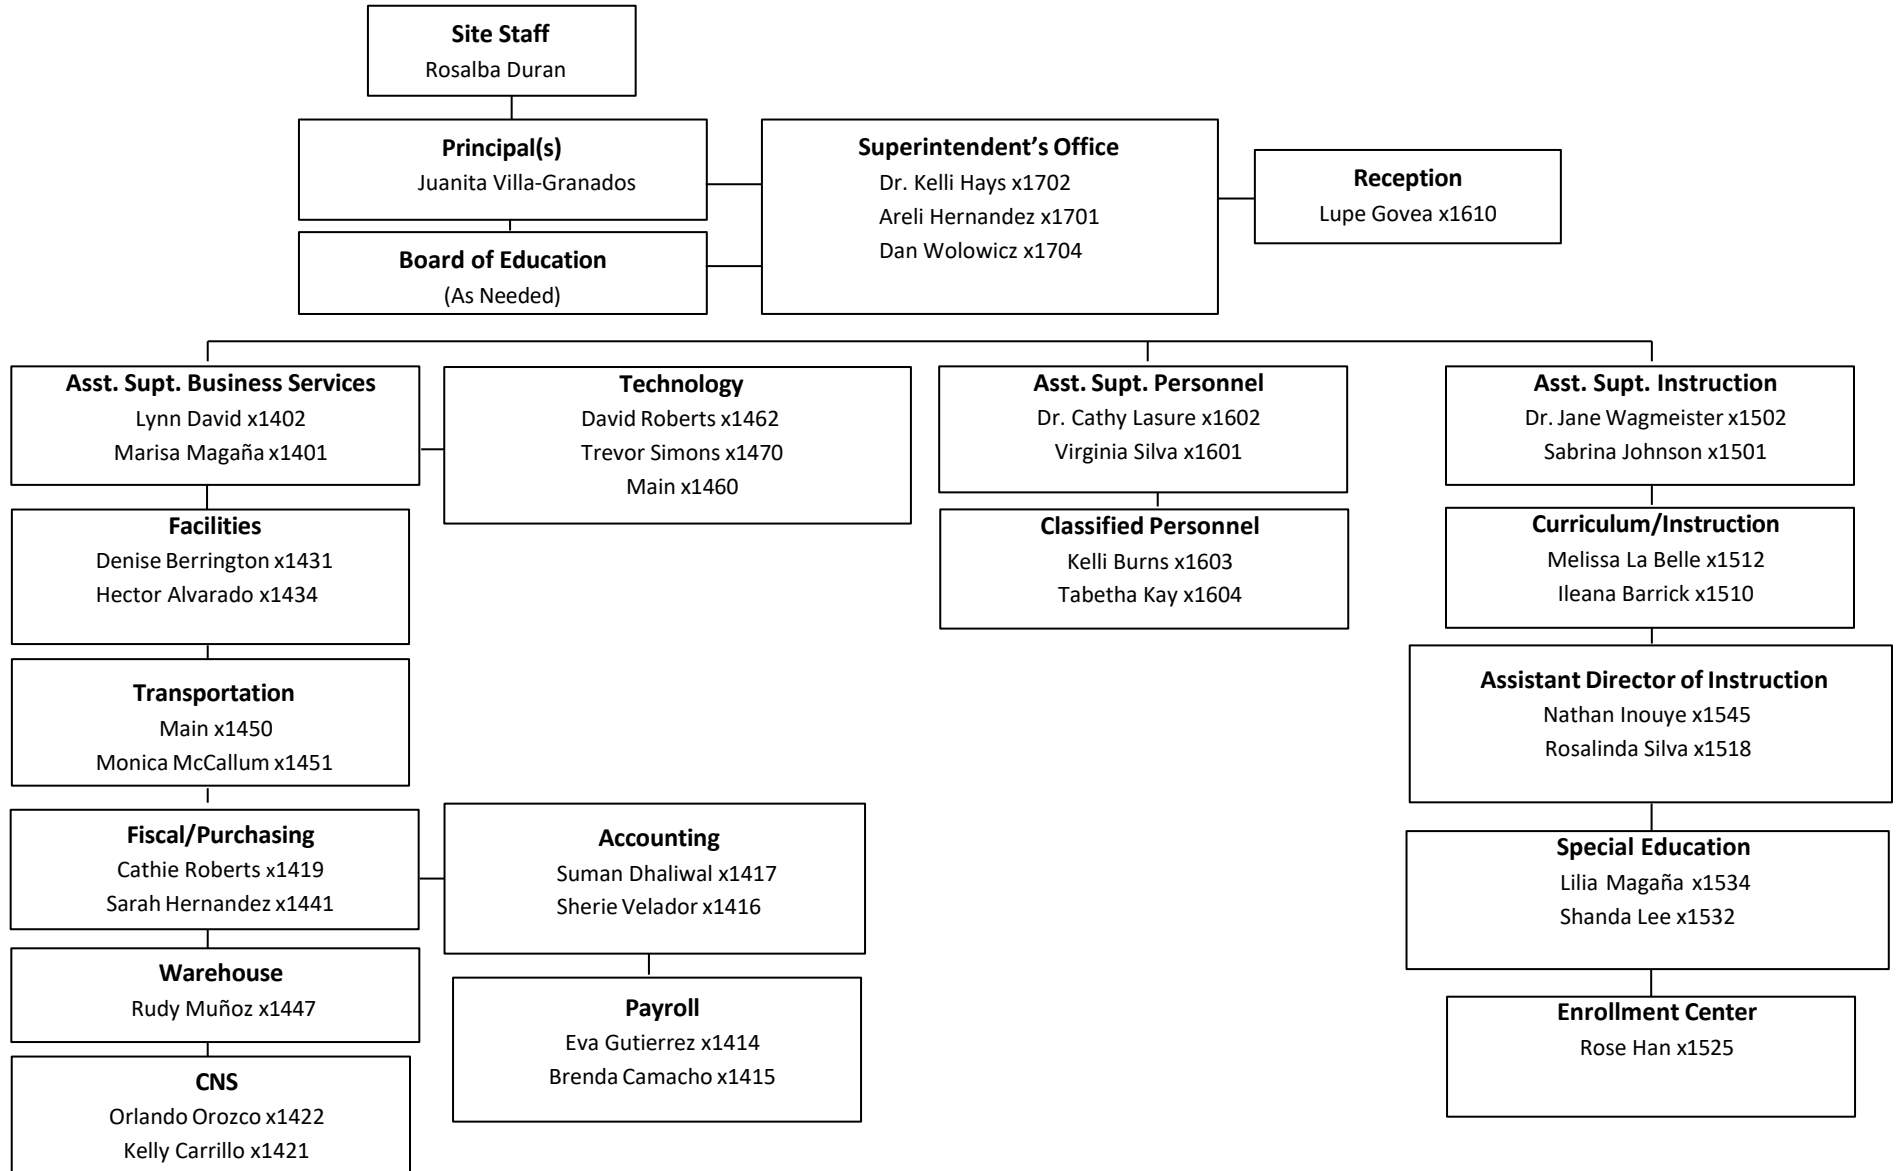 Site Staff
Rosalba Duran
Principal(s)
Juanita Villa-Granados
Superintendent’s Office
Dr. Kelli Hays x1702
Areli Hernandez x1701
Dan Wolowicz x1704
Reception
Lupe Govea x1610
Board of Education
(As Needed)
Asst. Supt. Business Services
Lynn David x1402
Marisa Magaña x1401
Technology
David Roberts x1462
Trevor Simons x1470
Main x1460
Asst. Supt. Personnel
Dr. Cathy Lasure x1602
Virginia Silva x1601
Asst. Supt. Instruction
Dr. Jane Wagmeister x1502
Sabrina Johnson x1501
Facilities
Denise Berrington x1431
Hector Alvarado x1434
Classified Personnel
Kelli Burns x1603
Tabetha Kay x1604
Curriculum/Instruction
Melissa La Belle x1512
Ileana Barrick x1510
Transportation
Main x1450
Monica McCallum x1451
Assistant Director of Instruction
Nathan Inouye x1545
Rosalinda Silva x1518
Fiscal/Purchasing
Cathie Roberts x1419
Sarah Hernandez x1441
Accounting
Suman Dhaliwal x1417
Sherie Velador x1416
Special Education
Lilia Magaña x1534
Shanda Lee x1532
Warehouse
Rudy Muñoz x1447
Payroll
Eva Gutierrez x1414
Brenda Camacho x1415
Enrollment Center
Rose Han x1525
CNS
Orlando Orozco x1422
Kelly Carrillo x1421